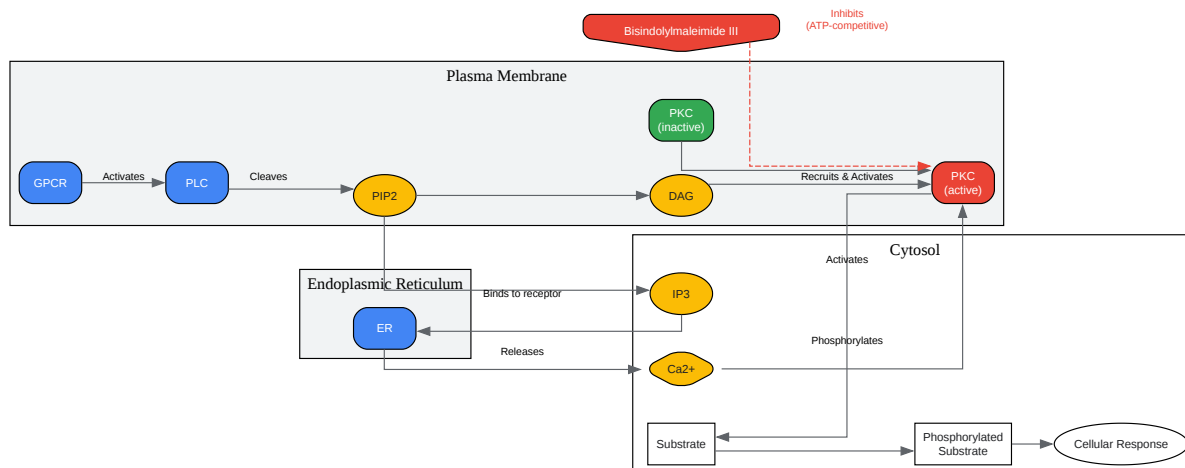 Inhibits
(ATP-competitive)
Bisindolylmaleimide III
Plasma Membrane
PKC
(inactive)
GPCR
Activates
PLC
Cleaves
PIP2
DAG
Recruits & Activates
PKC
(active)
Cytosol
Activates
Endoplasmic Reticulum
Binds to receptor
IP3
ER
Releases
Phosphorylates
Ca2+
Substrate
Phosphorylated
Substrate
Cellular Response